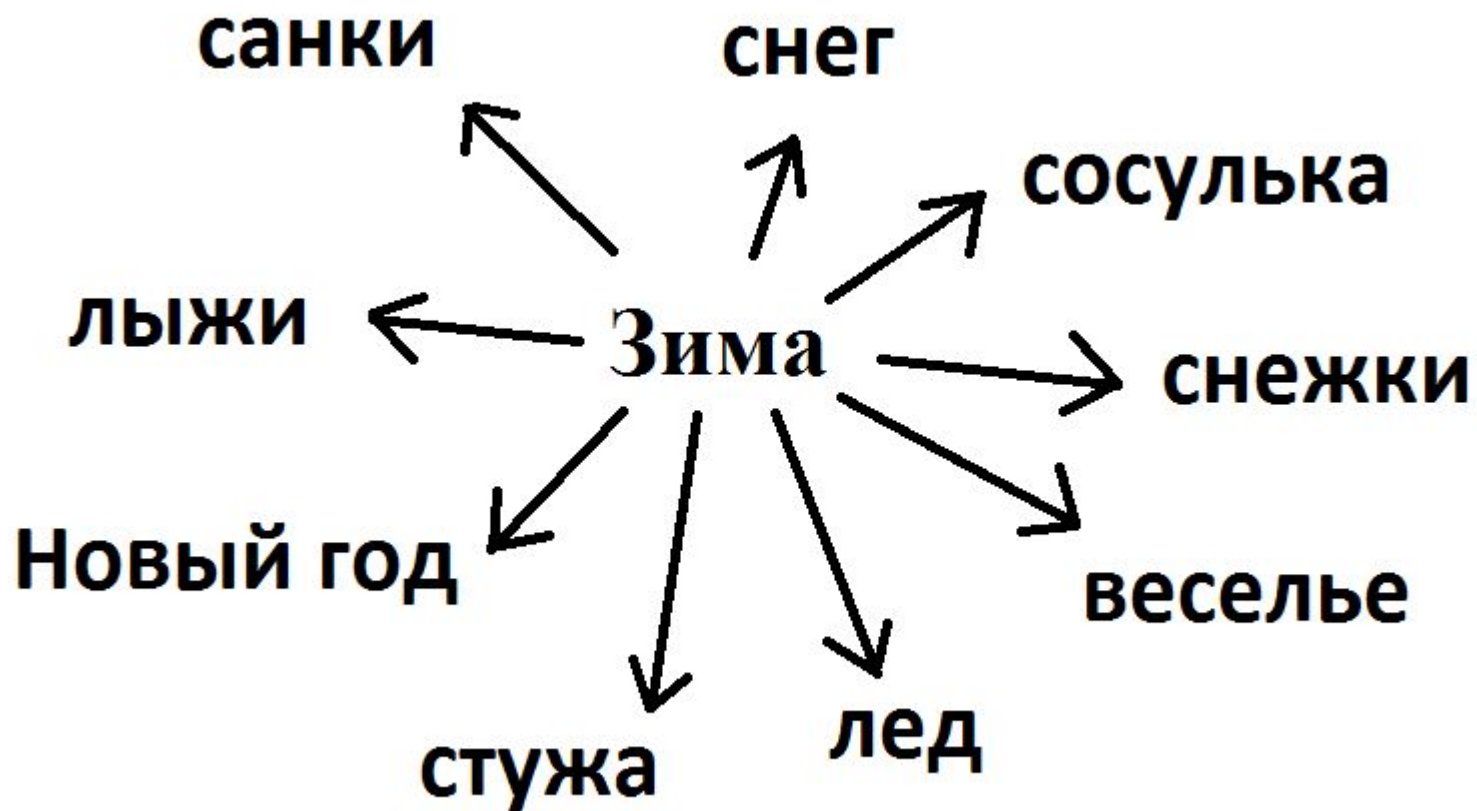 санки
снег
сосулька
лыжи
Зима
снежки
Новый год
веселье
стужа
лед